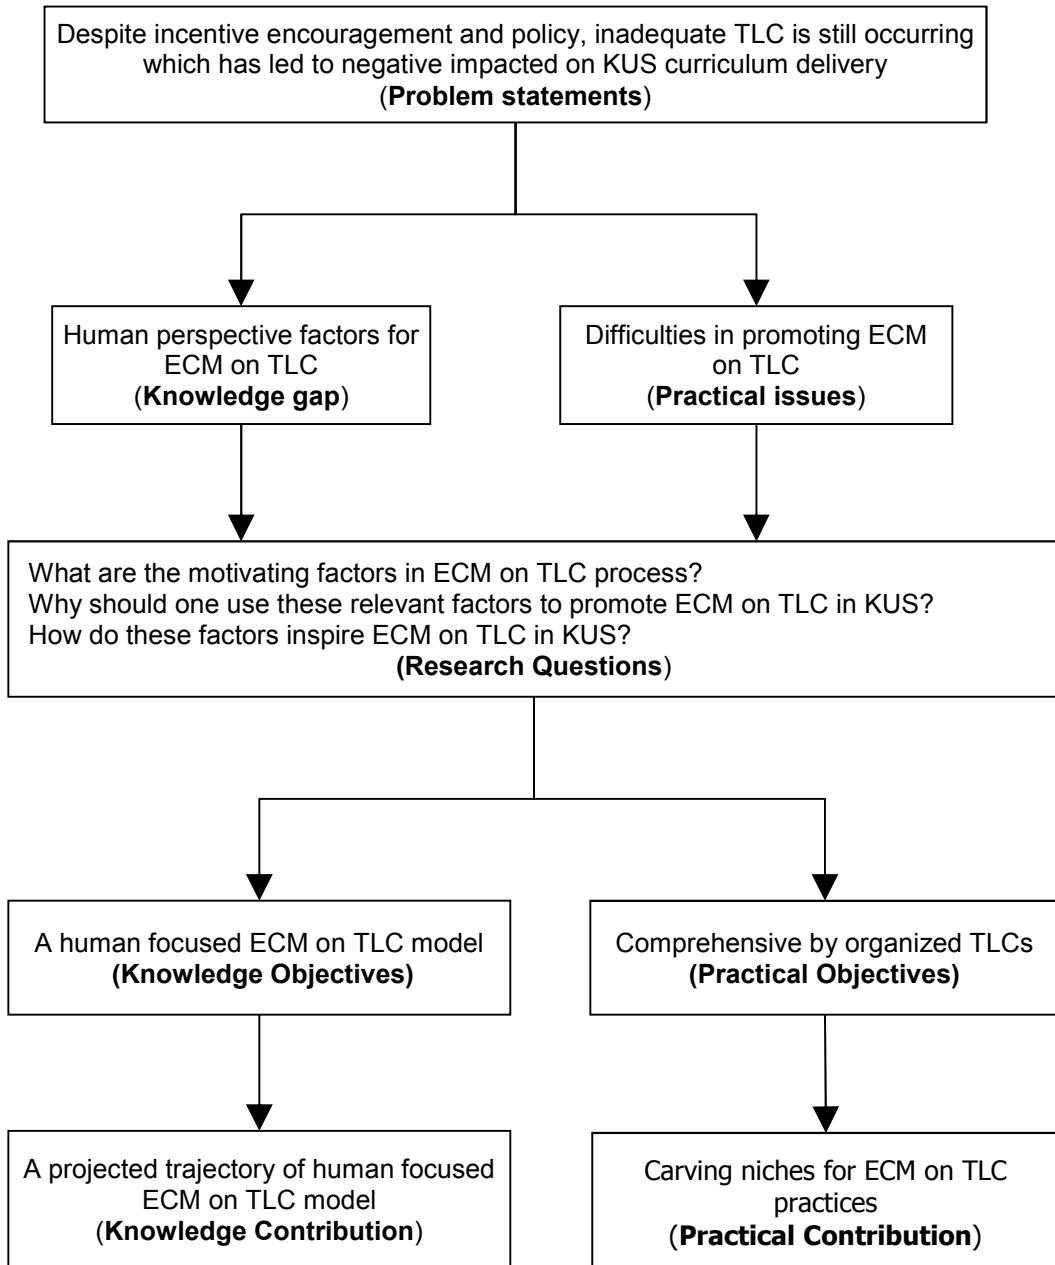 Despite incentive encouragement and policy, inadequate TLC is still occurring
which has led to negative impacted on KUS curriculum delivery
(Problem statements)
Human perspective factors for
ECM on TLC
(Knowledge gap)
Difficulties in promoting ECM
on TLC
(Practical issues)
What are the motivating factors in ECM on TLC process?
Why should one use these relevant factors to promote ECM on TLC in KUS?
How do these factors inspire ECM on TLC in KUS?
(Research Questions)
A human focused ECM on TLC model
(Knowledge Objectives)
Comprehensive by organized TLCs
(Practical Objectives)
A projected trajectory of human focused
ECM on TLC model
(Knowledge Contribution)
Carving niches for ECM on TLC
practices
(Practical Contribution)